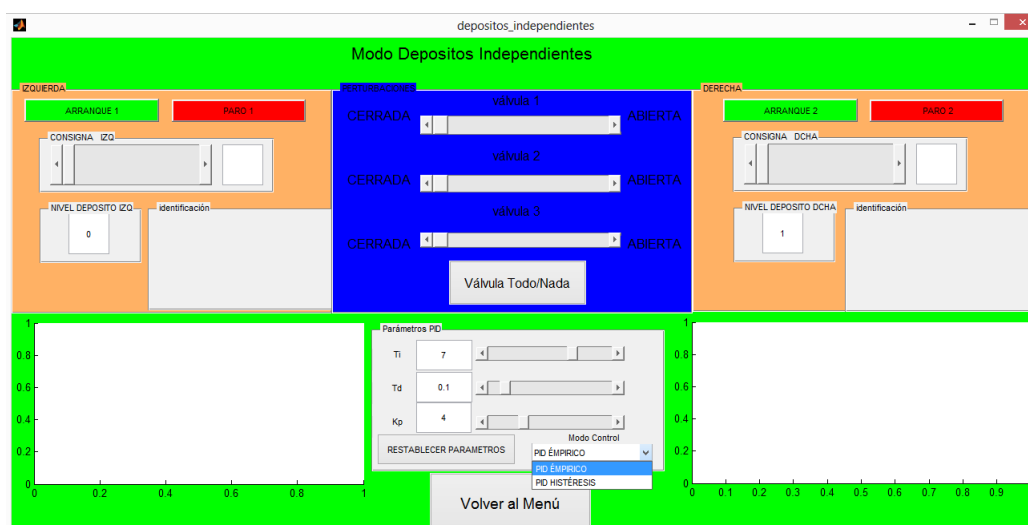 depositos_independientes
Modo Depositos Independientes
IZQUIERDA
ARRANQUE 1
PARO 1
CONSIGNA IZQ
NIVEL DEPOSITO IZQ
0
identificación
PERTURBACIONES
válvula 1
CERRADA
ABIERTA
válvula 2
CERRADA
ABIERTA
válvula 3
CERRADA
ABIERTA
Válvula Todo/Nada
DERECHA
ARRANQUE 2
PARO 2
CONSIGNA DCHA
NIVEL DEPOSITO DCHA
1
identificación
1
0.8
0.6
0.4
0.2
0
0 0.2 0.4 0.6 0.8 1
Parámetros PID
Ti 7
Td 0.1
Kp 4
RESTABLECER PARAMETROS
Modo Control
PID ÉMPIRICO
PID ÉMPIRICO
PID HISTÉRESIS
Volver al Menú
1
0.8
0.6
0.4
0.2
0
0 0.1 0.2 0.3 0.4 0.5 0.6 0.7 0.8 0.9